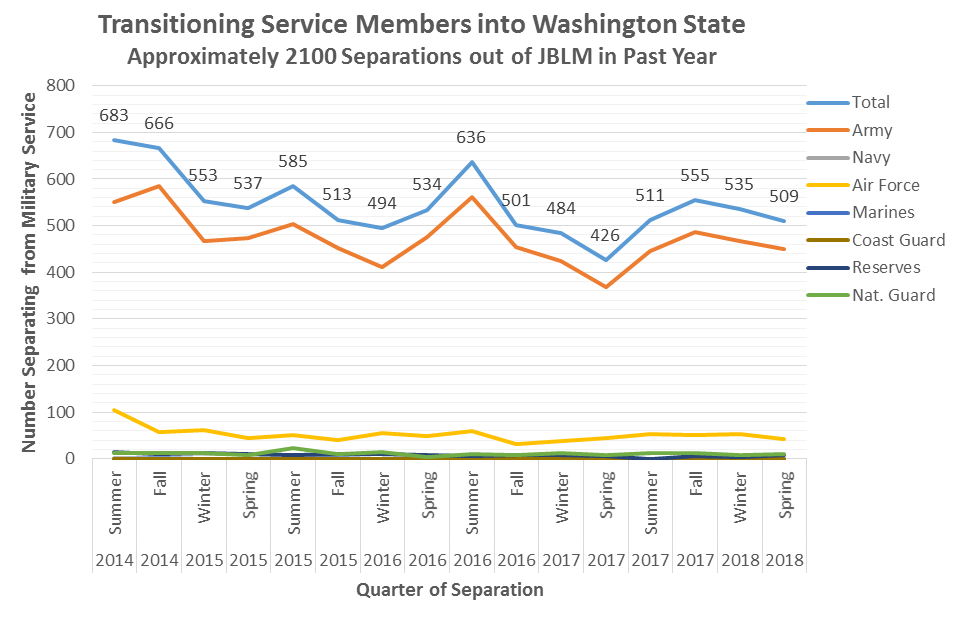 Transitioning Service Members into Washington State
Approximately 2100 Separations out of JBLM in Past Year
Number Separating from Military Service
800
700
600
500
400
300
200
100
0
683
666
553
537
585
513
494
534
636
501
484
426
511
555
535
509
Total
Army
Navy
Air Force
Marines
Coast Guard
Reserves
Nat. Guard
Summer Fall Winter Spring Summer Fall Winter Spring Summer Fall Winter Spring Summer Fall Winter Spring
2014 2014 2015 2015 2015 2015 2016 2016 2016 2016 2017 2017 2017 2017 2018 2018
Quarter of Separation